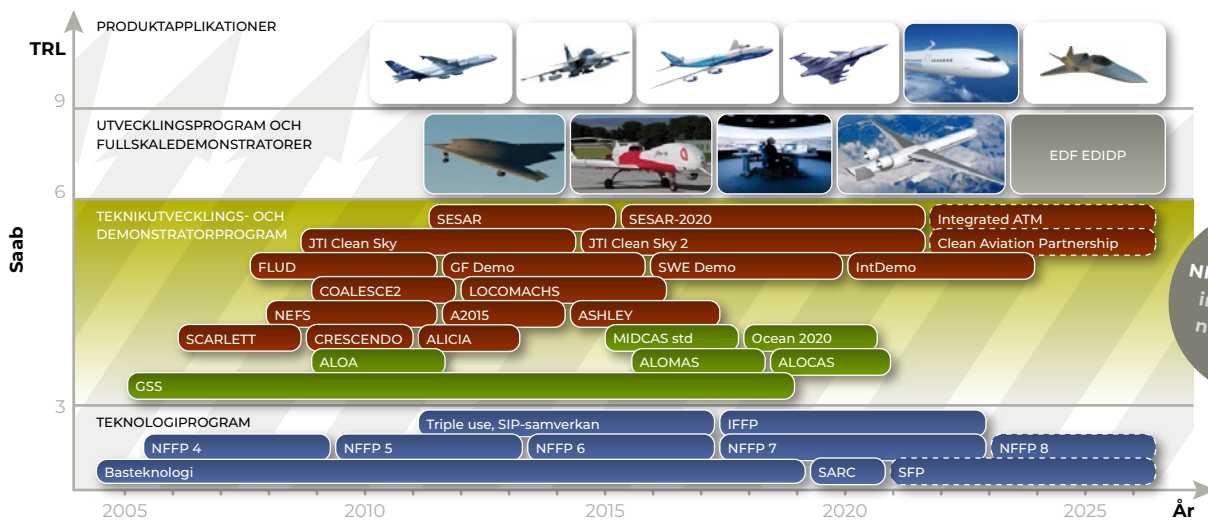 PRODUKTAPPLIKATIONER
TRL
9
UTVECKLINGSPROGRAM OCH
FULLSKALEDEMONSTRATORER
EDF EDIDP
6
TEKNIKUTVECKLINGS- OCH
DEMONSTRATORPROGRAM
SESAR
SESAR-2020
Integrated ATM
JTI Clean Sky
JTI Clean Sky 2
Clean Aviation Partnership
Saab
FLUD
GF Demo
SWE Demo
IntDemo
COALESCE2
LOCOMACHS
NEFS
A2015
ASHLEY
SCARLETT
CRESCENDO
ALICIA
MIDCAS std
Ocean 2020
ALOA
ALOMAS
ALOCAS
GSS
3
TEKNOLOGIPROGRAM
Triple use, SIP-samverkan
IFFP
NFFP 4
NFFP 5
NFFP 6
NFFP 7
NFFP 8
Basteknologi
SARC
SFP
2005
2010
2015
2020
2025
År